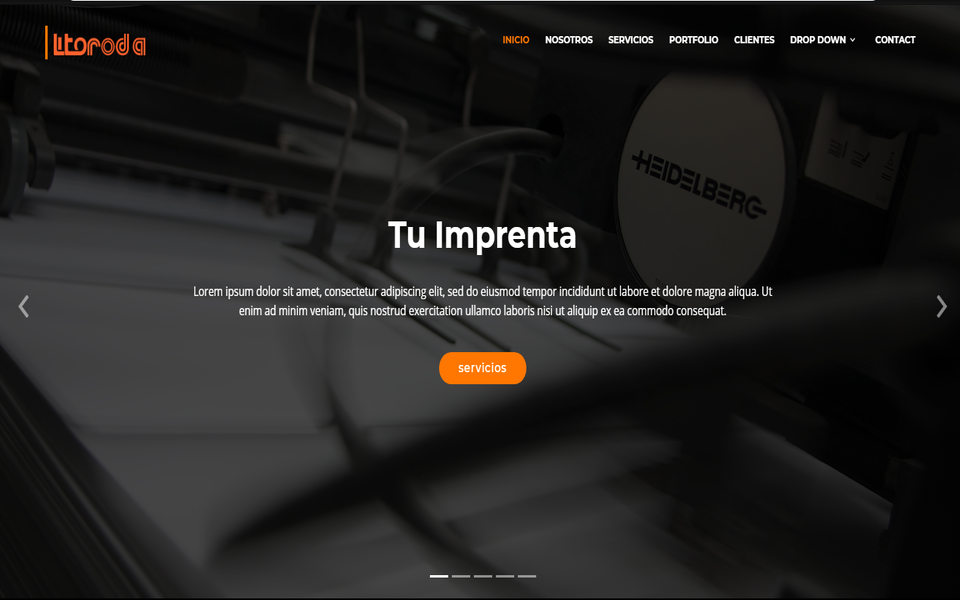 Litoroda
INICIO NOSOTROS SERVICIOS PORTFOLIO CLIENTES DROP DOWN CONTACT
HEIDELBERG
Tu Imprenta
Lorem ipsum dolor sit amet, consectetur adipiscing elit, sed do eiusmod tempor incididunt ut labore et dolore magna aliqua. Ut
enim ad minim veniam, quis nostrud exercitation ullamco laboris nisi ut aliquip ex ea commodo consequat.
servicios